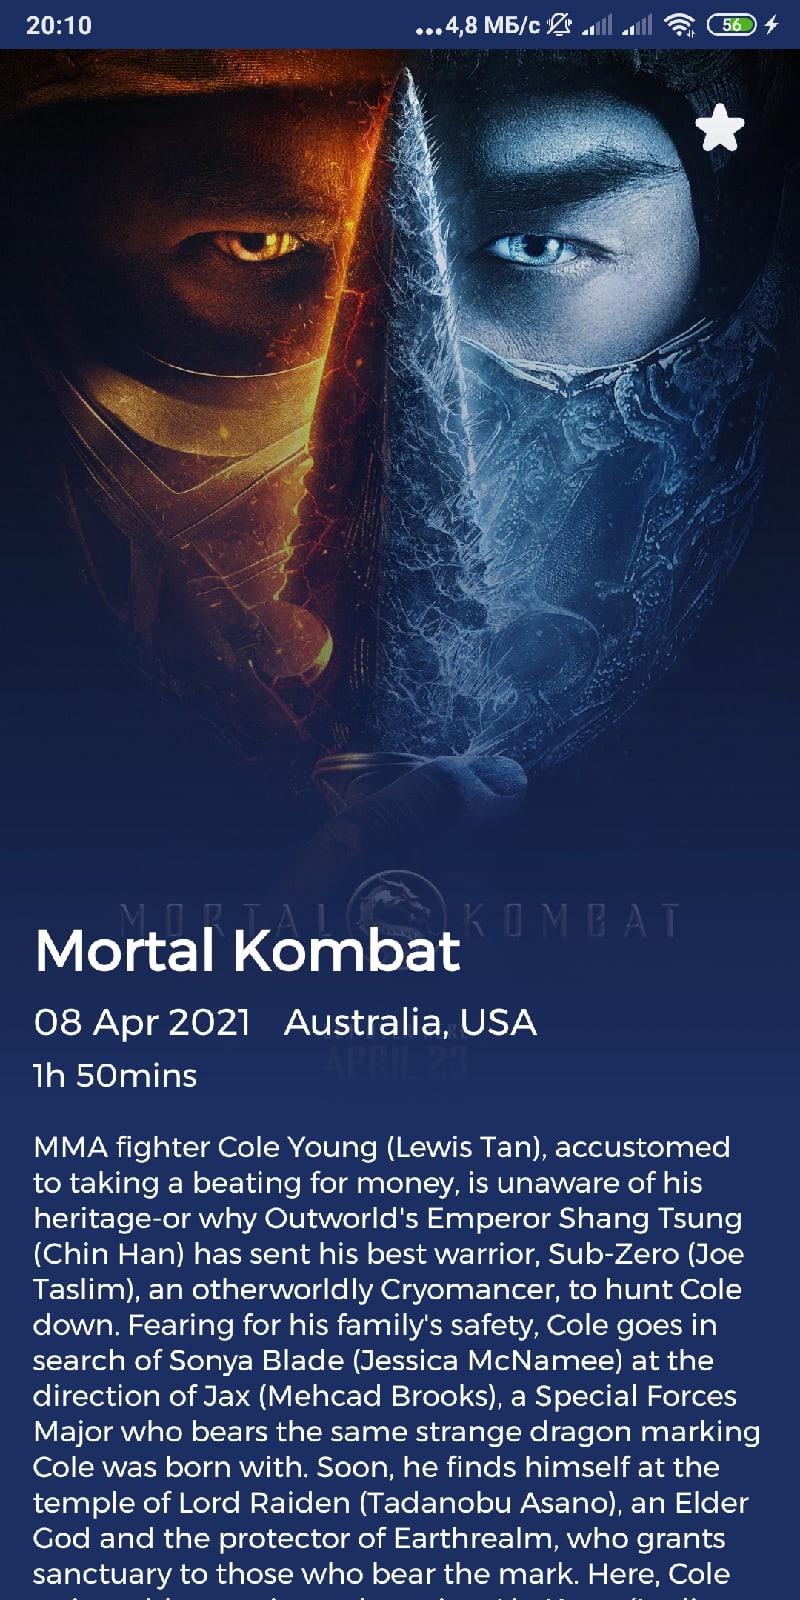 20:10
...4,8 МБ/с
56
MORTAL KOMBAT
Mortal Kombat
08 Apr 2021 Australia, USA
APRIL 23
1h 50mins
MMA fighter Cole Young (Lewis Tan), accustomed
to taking a beating for money, is unaware of his
heritage-or why Outworld's Emperor Shang Tsung
(Chin Han) has sent his best warrior, Sub-Zero (Joe
Taslim), an otherworldly Cryomancer, to hunt Cole
down. Fearing for his family's safety, Cole goes in
search of Sonya Blade (Jessica McNamee) at the
direction of Jax (Mehcad Brooks), a Special Forces
Major who bears the same strange dragon marking
Cole was born with. Soon, he finds himself at the
temple of Lord Raiden (Tadanobu Asano), an Elder
God and the protector of Earthrealm, who grants
sanctuary to those who bear the mark. Here, Cole